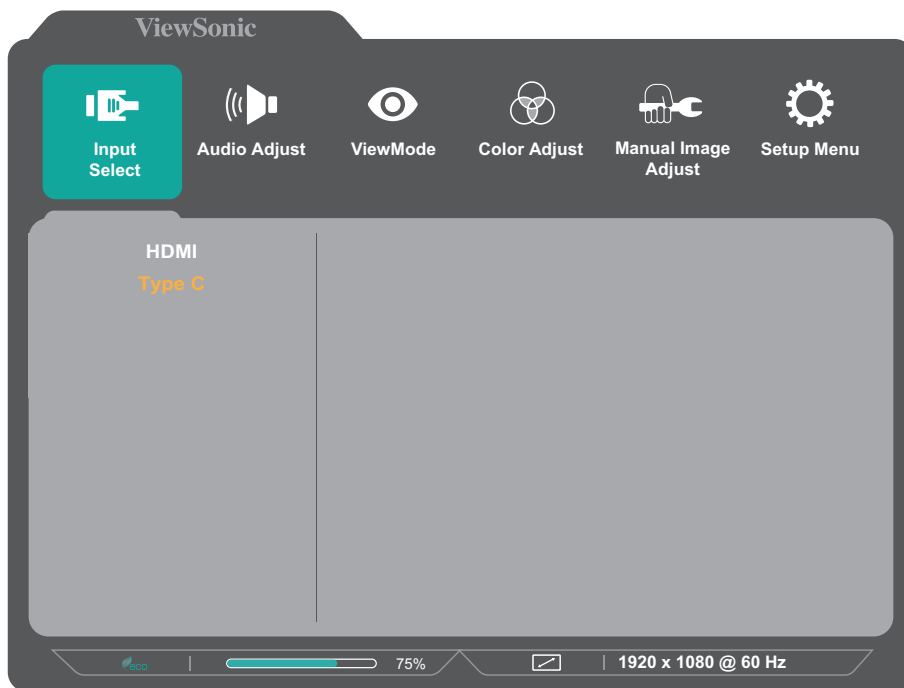 ViewSonic
Input
Select
Audio Adjust
ViewMode
Color Adjust
Manual Image
Adjust
Setup Menu
HDMI
Type C
eco
75%
1920 x 1080 @ 60 Hz